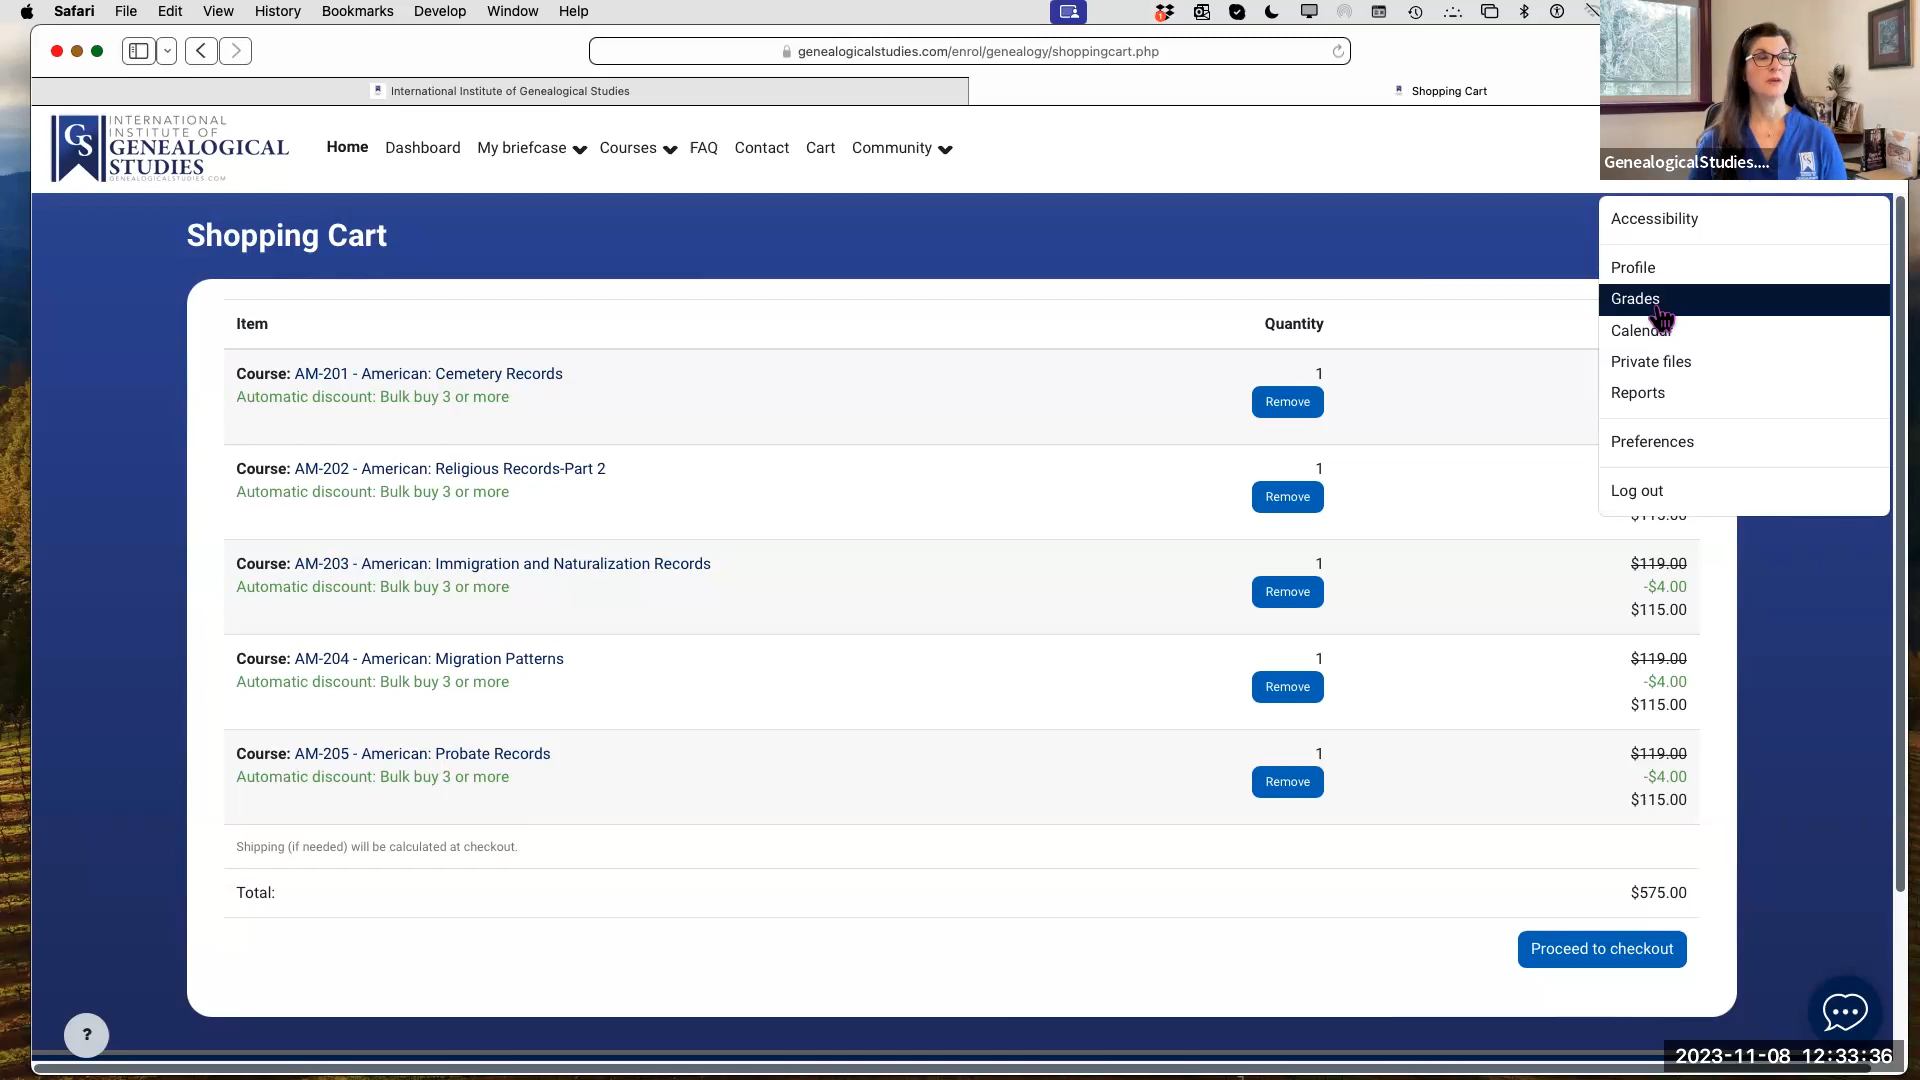 Safari File Edit View History Bookmarks Develop Window Help
genealogicalstudies.com/enrol/genealogy/shoppingcart.php
International Institute of Genealogical Studies
Shopping Cart
GS
INTERNATIONAL
INSTITUTE OF
GENEALOGICAL
STUDIES
GENEALOGICALSTUDIES.COM
Home Dashboard My briefcase Courses FAQ Contact Cart Community
GenealogicalStudies....
Shopping Cart
Accessibility
Profile
Grades
Calendar
Private files
Reports
Preferences
Log out
Item Quantity
Course: AM-201 - American: Cemetery Records 1
Automatic discount: Bulk buy 3 or more
Remove
Course: AM-202 - American: Religious Records-Part 2 1
Automatic discount: Bulk buy 3 or more
Remove
$115.00
Course: AM-203 - American: Immigration and Naturalization Records 1 $119.00
Automatic discount: Bulk buy 3 or more -$4.00
Remove
$115.00
Course: AM-204 - American: Migration Patterns 1 $119.00
Automatic discount: Bulk buy 3 or more -$4.00
Remove
$115.00
Course: AM-205 - American: Probate Records 1 $119.00
Automatic discount: Bulk buy 3 or more -$4.00
Remove
$115.00
Shipping (if needed) will be calculated at checkout.
Total: $575.00
Proceed to checkout
?
2023-11-08 12:33:36